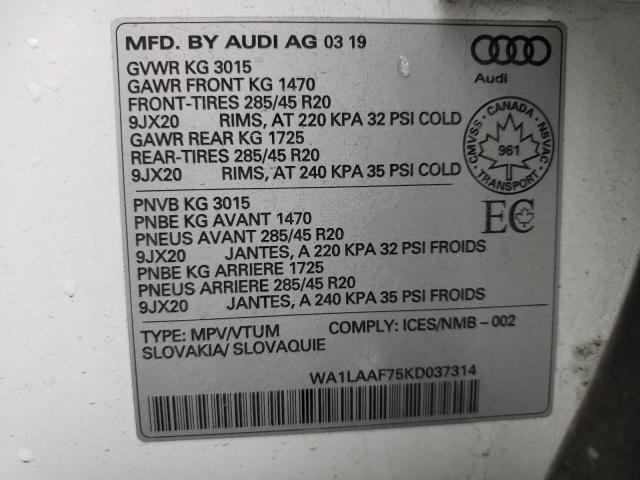 MFD. BY AUDI AG 03 19
Audi
GVWR KG 3015
GAWR FRONT KG 1470
FRONT-TIRES 285/45 R20
9JX20 RIMS, AT 220 KPA 32 PSI COLD
GAWR REAR KG 1725
REAR-TIRES 285/45 R20
9JX20 RIMS, AT 240 KPA 35 PSI COLD
CANADA
CMVSS
NSVAC
961
TRANSPORT
PNVB KG 3015
PNBE KG AVANT 1470
PNEUS AVANT 285/45 R20
9JX20 JANTES, A 220 KPA 32 PSI FROIDS
PNBE KG ARRIERE 1725
PNEUS ARRIERE 285/45 R20
9JX20 JANTES, A 240 KPA 35 PSI FROIDS
EC
TYPE: MPV/VTUM COMPLY: ICES/NMB-002
SLOVAKIA/ SLOVAQUIE
WA1LAAF75KD037314